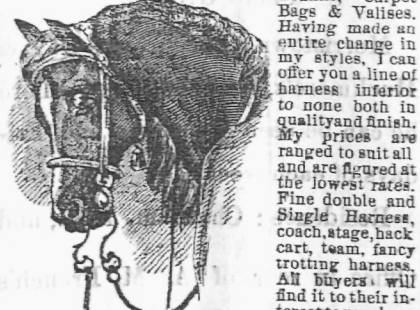 Bags & Valises.
Having made an
entire change in
my styles, I can
offer you a line of
harness inferior
to none both in
qualityand finish.
My prices are
ranged to suit all
and are figured at
the lowest rates.
Fine double and
Single Harness,
coach,stage,hack
cart, team, fancy
trotting harness.
All buyers will
find it to their in-